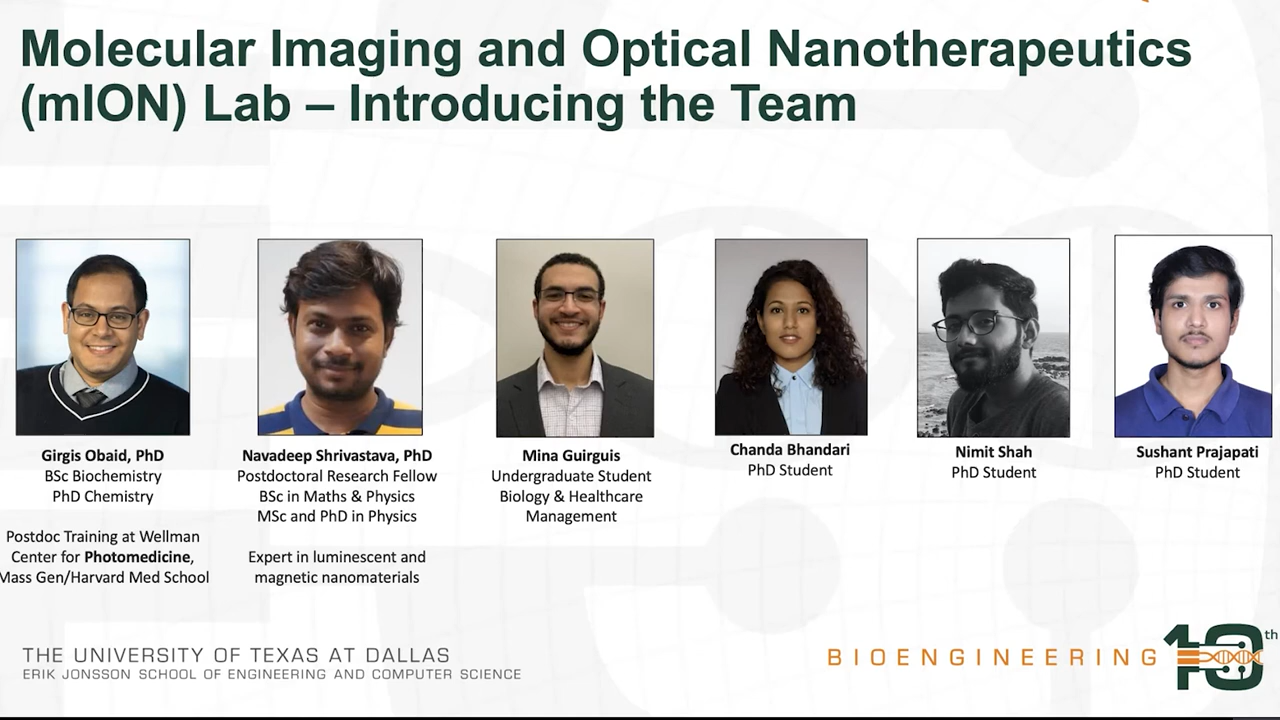 Molecular Imaging and Optical Nanotherapeutics
(mION) Lab – Introducing the Team
Girgis Obaid, PhD
BSc Biochemistry
PhD Chemistry
Postdoc Training at Wellman
Center for Photomedicine,
Mass Gen/Harvard Med School
Navadeep Shrivastava, PhD
Postdoctoral Research Fellow
BSc in Maths & Physics
MSc and PhD in Physics
Expert in luminescent and
magnetic nanomaterials
Mina Guirguis
Undergraduate Student
Biology & Healthcare
Management
Chanda Bhandari
PhD Student
Nimit Shah
PhD Student
Sushant Prajapati
PhD Student
THE UNIVERSITY OF TEXAS AT DALLAS
ERIK JONSSON SCHOOL OF ENGINEERING AND COMPUTER SCIENCE
BIOENGINEERING 10th